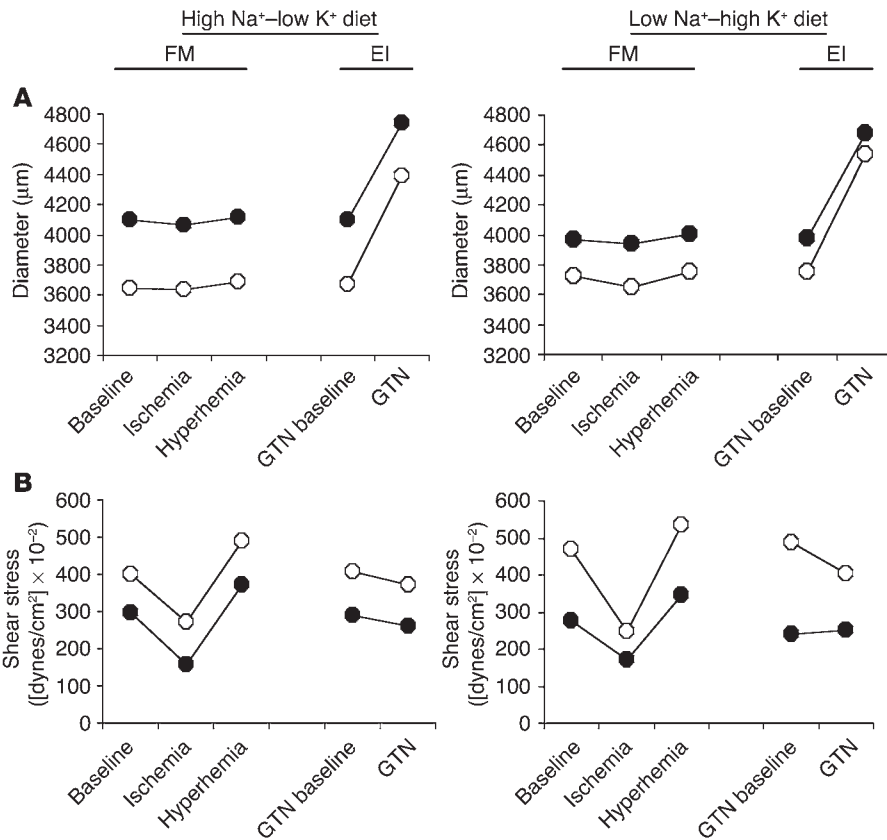 High Na⁺–low K⁺ diet
FM
EI
Low Na⁺–high K⁺ diet
FM
EI
A
Diameter (μm)
4800
4600
4400
4200
4000
3800
3600
3400
3200
Baseline
Ischemia
Hyperhemia
GTN baseline
GTN
Diameter (μm)
4800
4600
4400
4200
4000
3800
3600
3400
3200
Baseline
Ischemia
Hyperhemia
GTN baseline
GTN
B
Shear stress
([dynes/cm²] × 10⁻²)
600
500
400
300
200
100
0
Baseline
Ischemia
Hyperhemia
GTN baseline
GTN
Shear stress
([dynes/cm²] × 10⁻²)
600
500
400
300
200
100
0
Baseline
Ischemia
Hyperhemia
GTN baseline
GTN